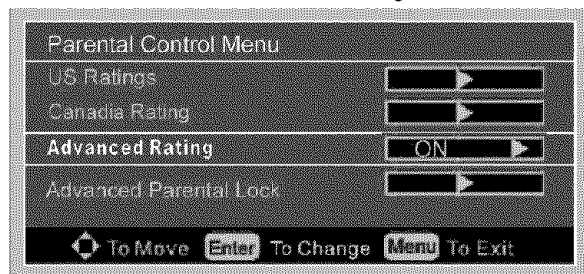 Parental Control Menu
US Ratings
Canadia Rating
Advanced Rating ON
Advanced Parental Lock
To Move Enter To Change Menu To Exit